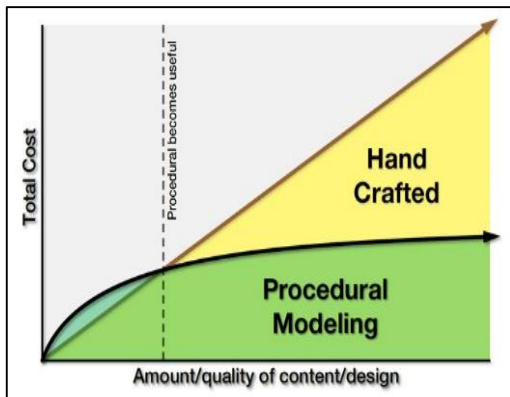 Total Cost
Procedural becomes useful
Hand
Crafted
Procedural
Modeling
Amount/quality of content/design